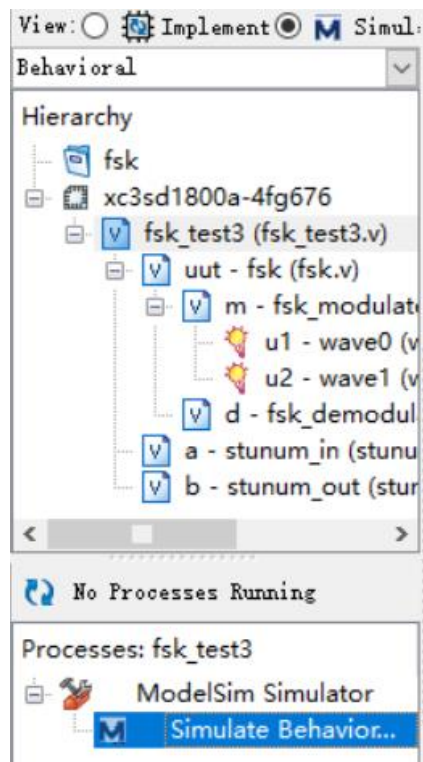 View: Implement Simul
Behavioral
Hierarchy
fsk
xc3sd1800a-4fg676
fsk_test3 (fsk_test3.v)
uut - fsk (fsk.v)
m - fsk_modulat
u1 - wave0 (
u2 - wave1 (
d - fsk_demodul
a - stunum_in (stunu
b - stunum_out (stu
No Processes Running
Processes: fsk_test3
ModelSim Simulator
Simulate Behavior...